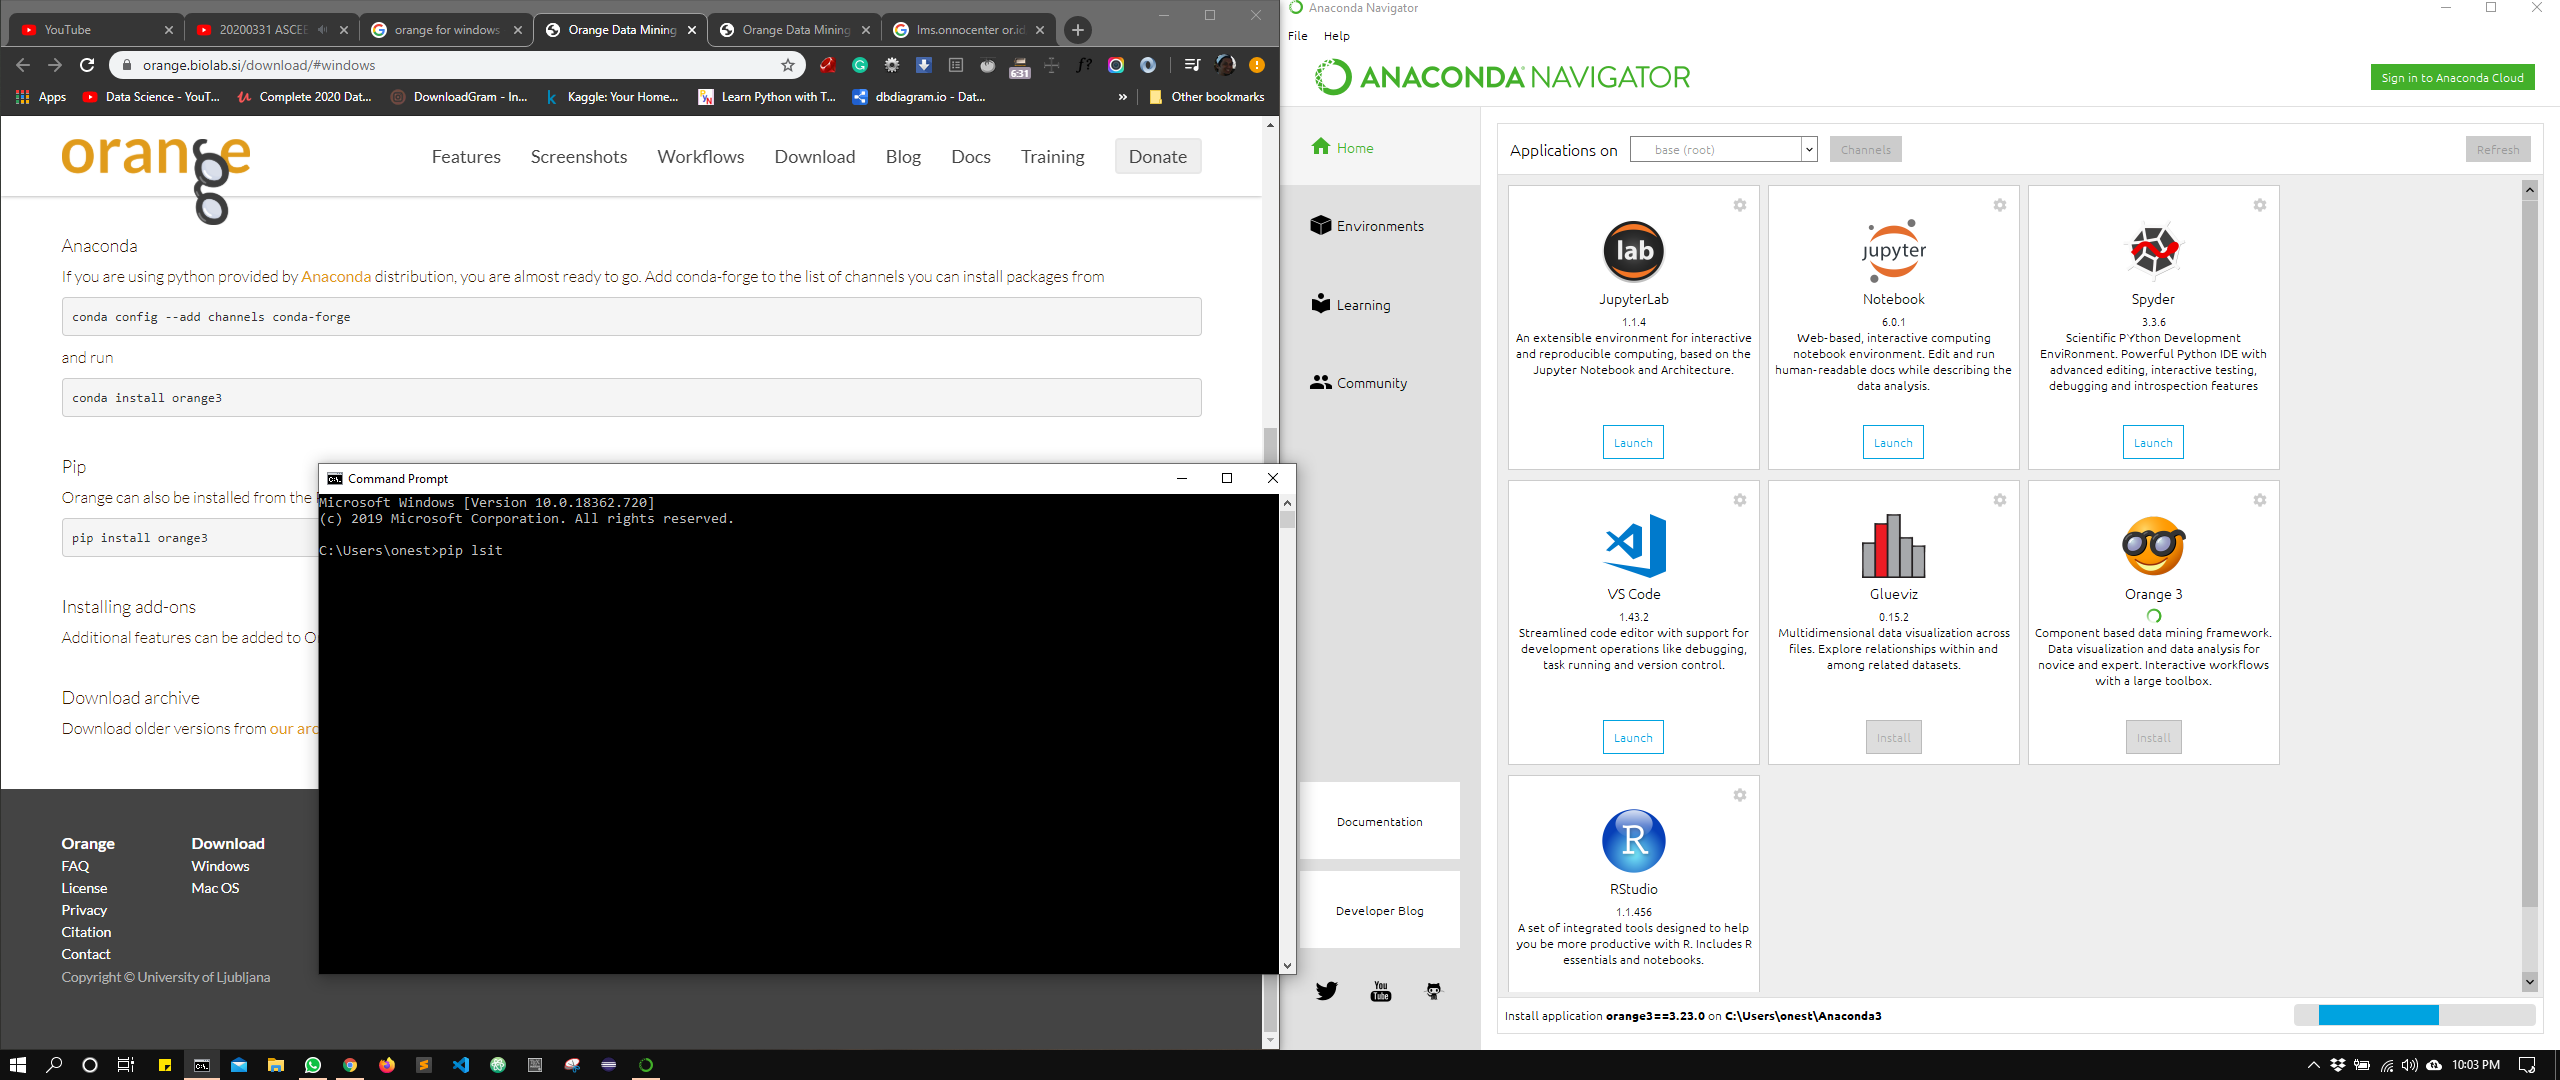 YouTube
20200331 ASCEE
orange for windows
Orange Data Mining
Orange Data Mining
lms.onnocenter or.id
orange.biolab.si/download/#windows
631
Apps
Data Science - YouT...
Complete 2020 Dat...
DownloadGram - In...
Kaggle: Your Home...
Learn Python with T...
dbdiagram.io - Dat...
»
Other bookmarks
orange
Features
Screenshots
Workflows
Download
Blog
Docs
Training
Donate
Anaconda
If you are using python provided by Anaconda distribution, you are almost ready to go. Add conda-forge to the list of channels you can install packages from
conda config --add channels conda-forge
and run
conda install orange3
Pip
Orange can also be installed from the
pip install orange3
Installing add-ons
Additional features can be added to O
Download archive
Download older versions from our arc
Orange
FAQ
License
Privacy
Citation
Contact
Download
Windows
Mac OS
Copyright © University of Ljubljana
Command Prompt
Microsoft Windows [Version 10.0.18362.720]
(c) 2019 Microsoft Corporation. All rights reserved.
C:\Users\onest>pip lsit
Anaconda Navigator
File
Help
ANACONDA NAVIGATOR
Sign in to Anaconda Cloud
Home
Environments
Learning
Community
Documentation
Developer Blog
You
Tube
Applications on
base (root)
Channels
Refresh
lab
JupyterLab
1.1.4
An extensible environment for interactive
and reproducible computing, based on the
Jupyter Notebook and Architecture.
Launch
jupyter
Notebook
6.0.1
Web-based, interactive computing
notebook environment. Edit and run
human-readable docs while describing the
data analysis.
Launch
Spyder
3.3.6
Scientific PYthon Development
EnviRonment. Powerful Python IDE with
advanced editing, interactive testing,
debugging and introspection features
Launch
VS Code
1.43.2
Streamlined code editor with support for
development operations like debugging,
task running and version control.
Launch
Glueviz
0.15.2
Multidimensional data visualization across
files. Explore relationships within and
among related datasets.
Install
Orange 3
Component based data mining framework.
Data visualization and data analysis for
novice and expert. Interactive workflows
with a large toolbox.
Install
R
RStudio
1.1.456
A set of integrated tools designed to help
you be more productive with R. Includes R
essentials and notebooks.
Install application orange3==3.23.0 on C:\Users\onest\Anaconda3
10:03 PM